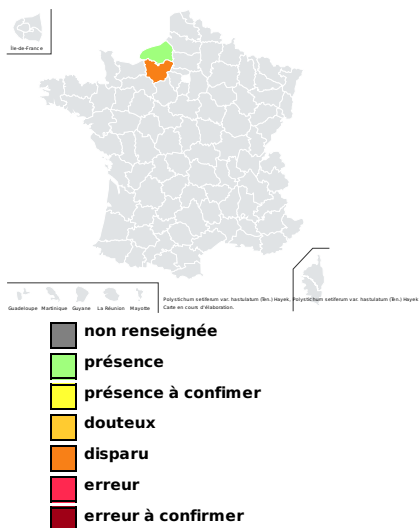 Île-de-France
Guadeloupe Martinique Guyane La Réunion Mayotte
Polystichum setiferum var. hastulatum (Ten.) Hayek, Polystichum setiferum var. hastulatum (Ten.) Hayek
Carte en cours d'élaboration.
non renseignée
présence
présence à confimer
douteux
disparu
erreur
erreur à confirmer